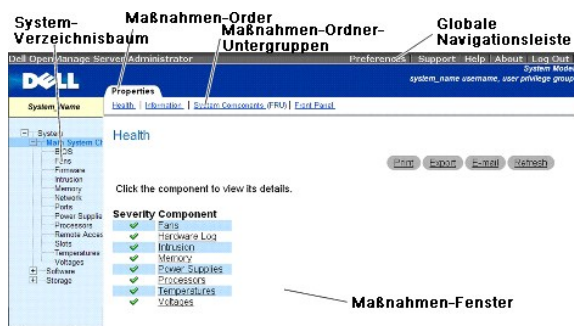 System-
Verzeichnisbaum
Maßnahmen-Order
Maßnahmen-Ordner-
Untergruppen
Globale
Navigationsleiste
Dell OpenManage Server Administrator
Preferences | Support | Help | About | Log Out
DELL
System Model
system_name username, user privilege group
Properties
System_Name
Health | Information | System Components (FRU) | Front Panel
System
Main System Ch
BIOS
Fans
Firmware
Intrusion
Memory
Network
Ports
Power Supplie
Processors
Remote Acces
Slots
Temperatures
Voltages
Software
Storage
Health
Print Export E-mail Refresh
Click the component to view its details.
Severity Component
Fans
Hardware Log
Intrusion
Memory
Power Supplies
Processors
Temperatures
Voltages
Maßnahmen-Fenster